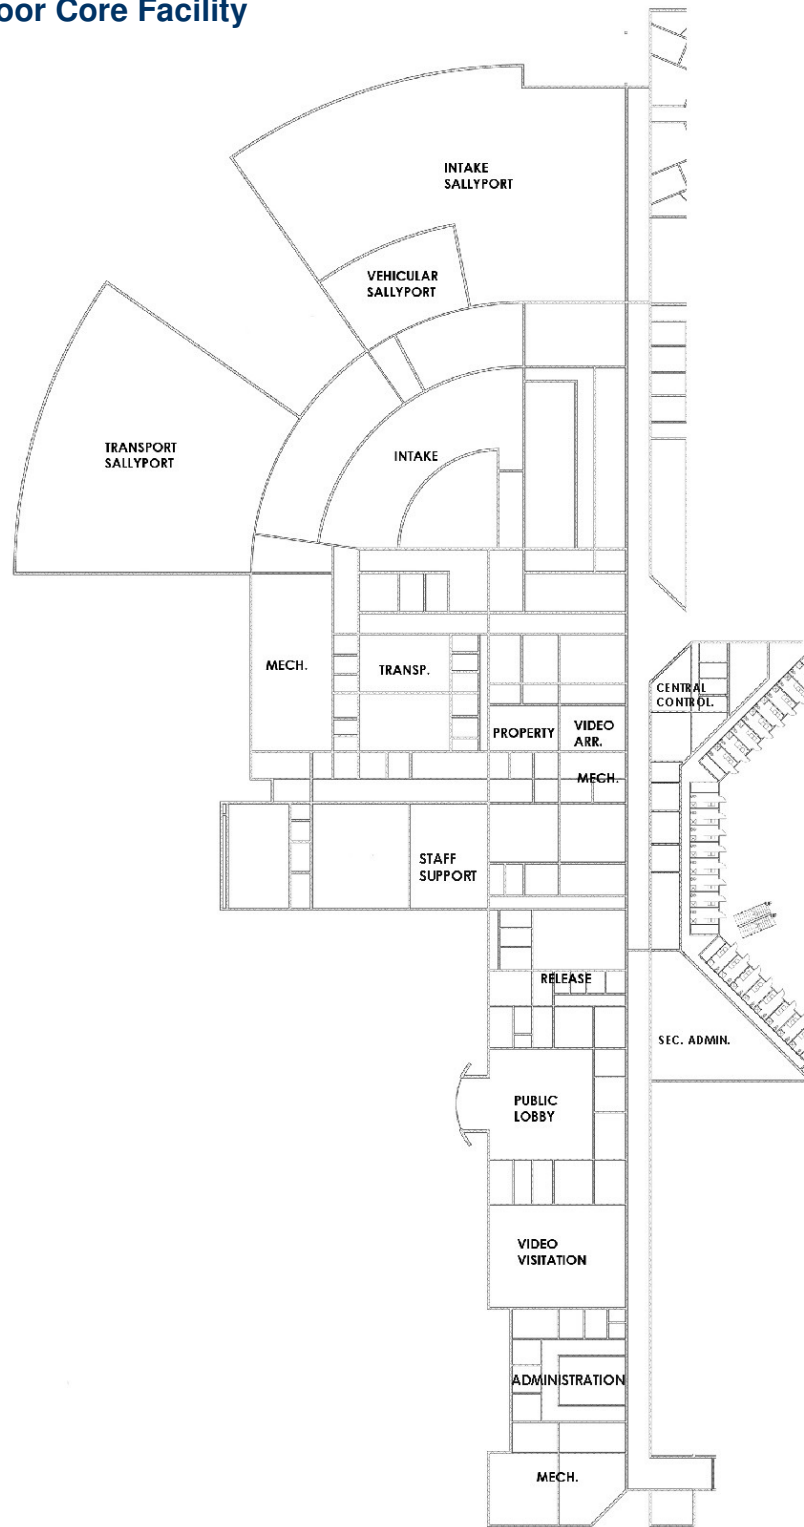 oor Core Facility
INTAKE
SALLYPORT
VEHICULAR
SALLYPORT
TRANSPORT
SALLYPORT
INTAKE
MECH.
TRANSP.
CENTRAL
CONTROL.
PROPERTY
VIDEO
ARR.
MECH.
STAFF
SUPPORT
RELEASE
SEC. ADMIN.
PUBLIC
LOBBY
VIDEO
VISITATION
ADMINISTRATION
MECH.